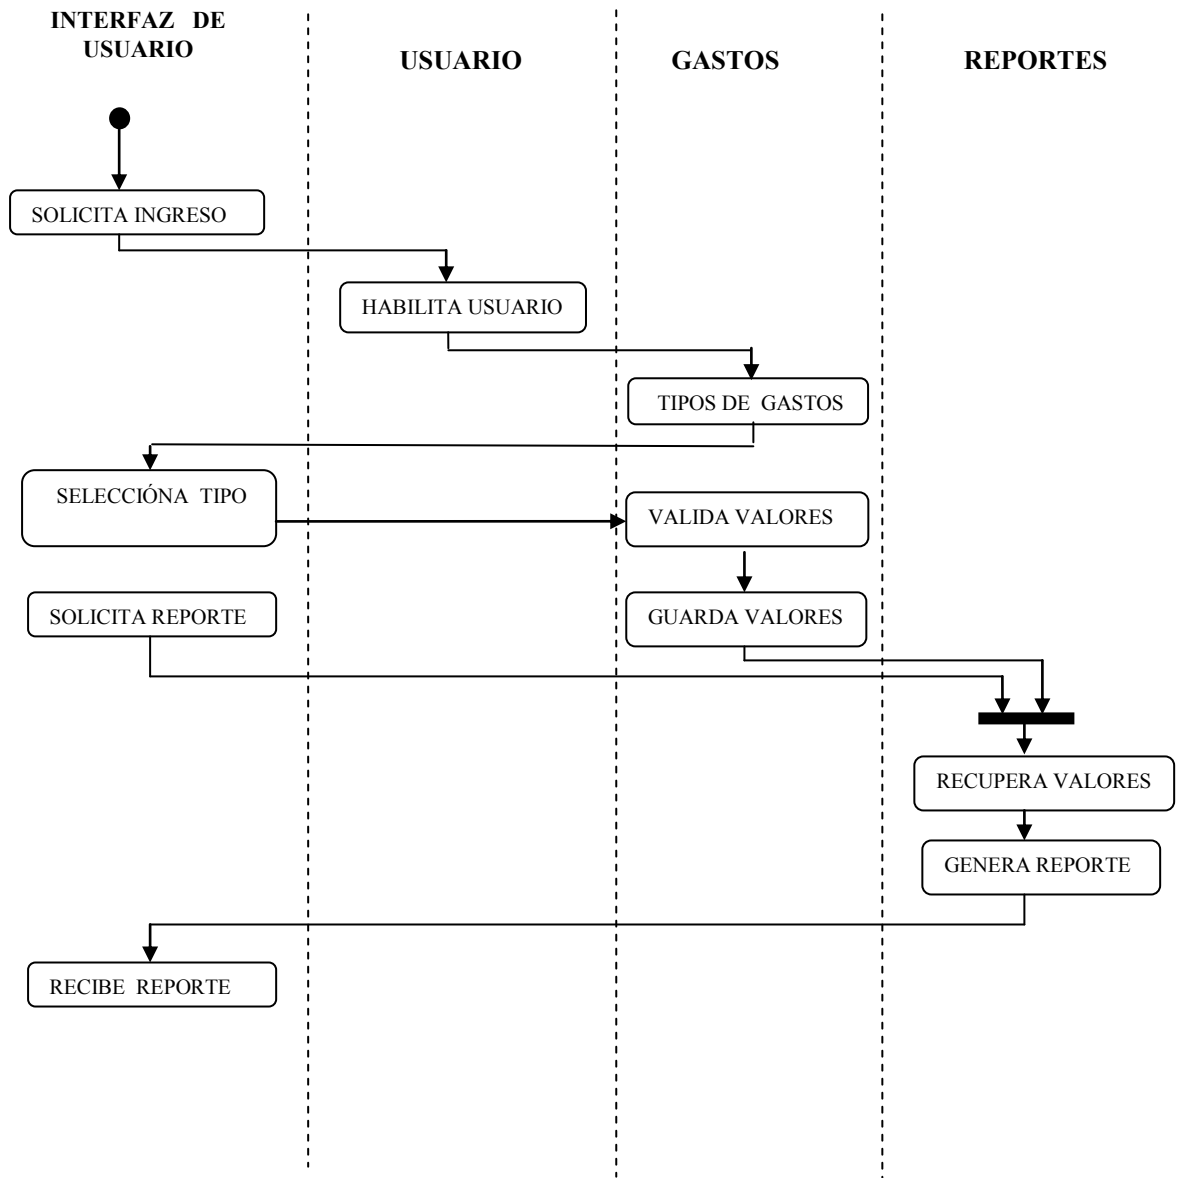 INTERFAZ DE
USUARIO
USUARIO
GASTOS
REPORTES
SOLICITA INGRESO
HABILITA USUARIO
TIPOS DE GASTOS
SELECCIÓNA TIPO
VALIDA VALORES
SOLICITA REPORTE
GUARDA VALORES
RECUPERA VALORES
GENERA REPORTE
RECIBE REPORTE